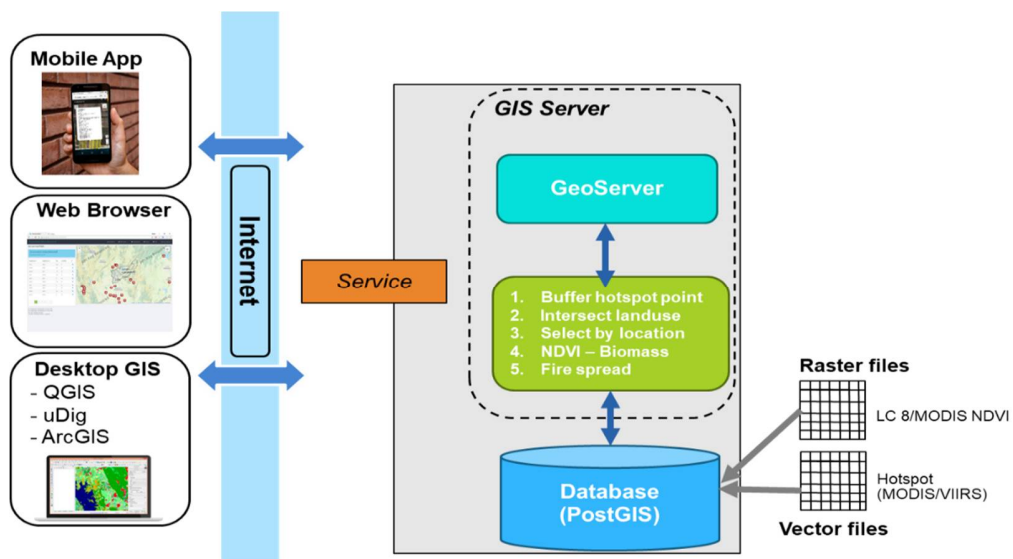 Mobile App
Web Browser
Desktop GIS
- QGIS
- uDig
- ArcGIS
Internet
Service
GIS Server
GeoServer
1. Buffer hotspot point
2. Intersect landuse
3. Select by location
4. NDVI – Biomass
5. Fire spread
Database
(PostGIS)
Raster files
LC 8/MODIS NDVI
Hotspot
(MODIS/VIIRS)
Vector files